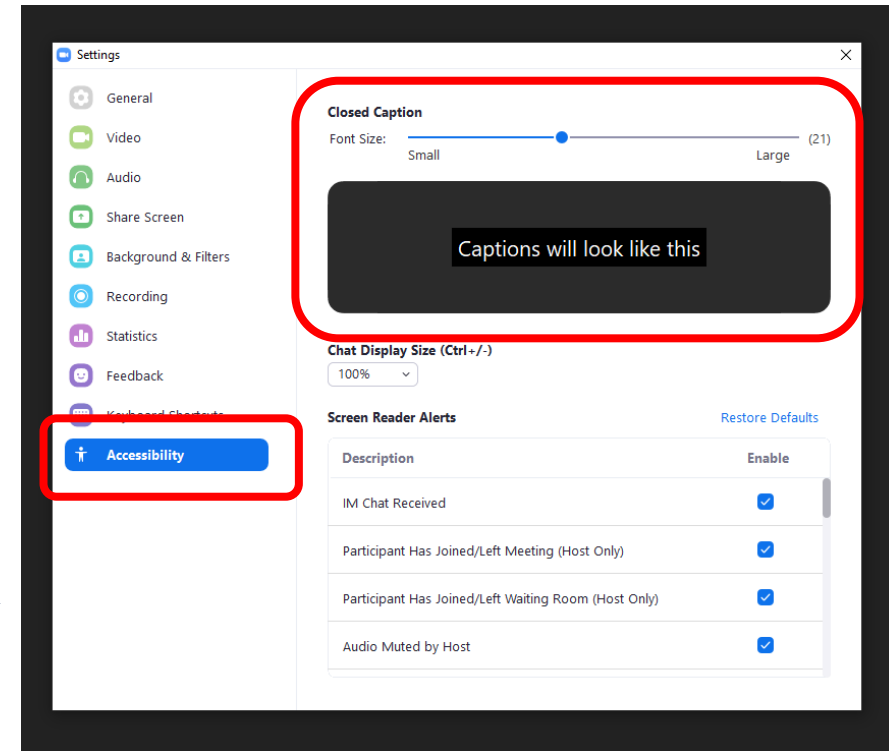 Settings
General
Video
Audio
Share Screen
Background & Filters
Recording
Statistics
Feedback
Keyboard Shortcuts
Accessibility
Closed Caption
Font Size:
(21)
Small
Large
Captions will look like this
Chat Display Size (Ctrl+/-)
100%
Screen Reader Alerts
Restore Defaults
Description
Enable
IM Chat Received
Participant Has Joined/Left Meeting (Host Only)
Participant Has Joined/Left Waiting Room (Host Only)
Audio Muted by Host